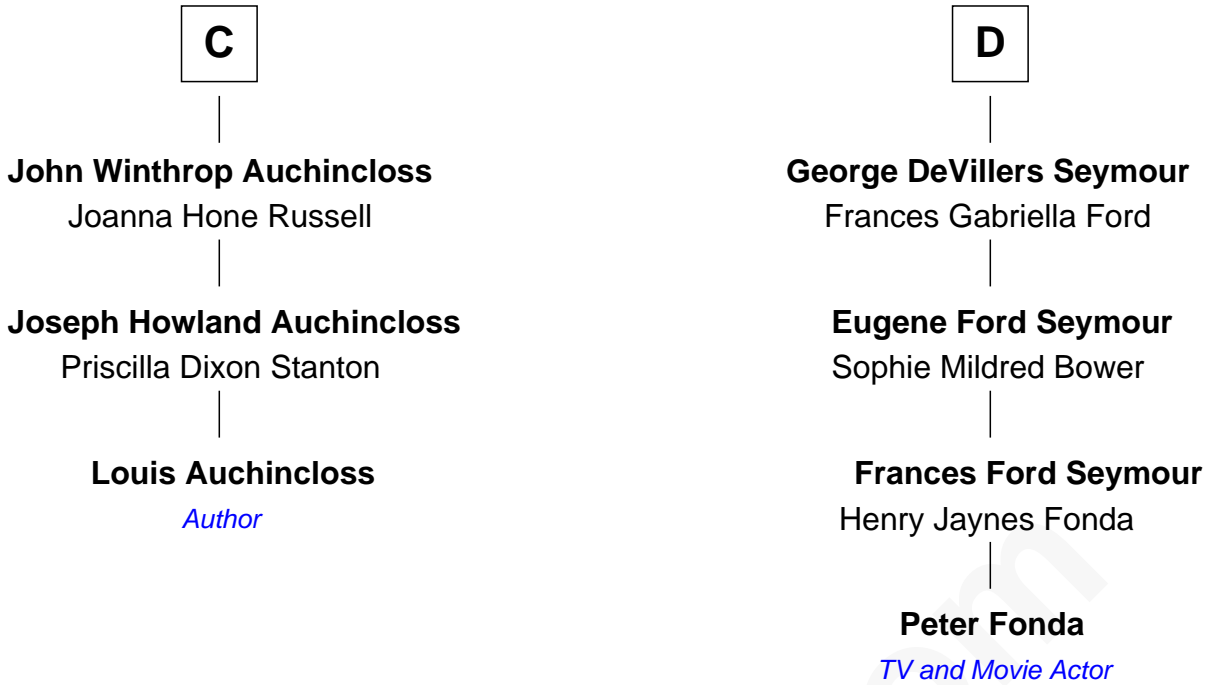 C
John Winthrop Auchincloss
Joanna Hone Russell
Joseph Howland Auchincloss
Priscilla Dixon Stanton
Louis Auchincloss
Author
D
George DeVillers Seymour
Frances Gabriella Ford
Eugene Ford Seymour
Sophie Mildred Bower
Frances Ford Seymour
Henry Jaynes Fonda
Peter Fonda
TV and Movie Actor